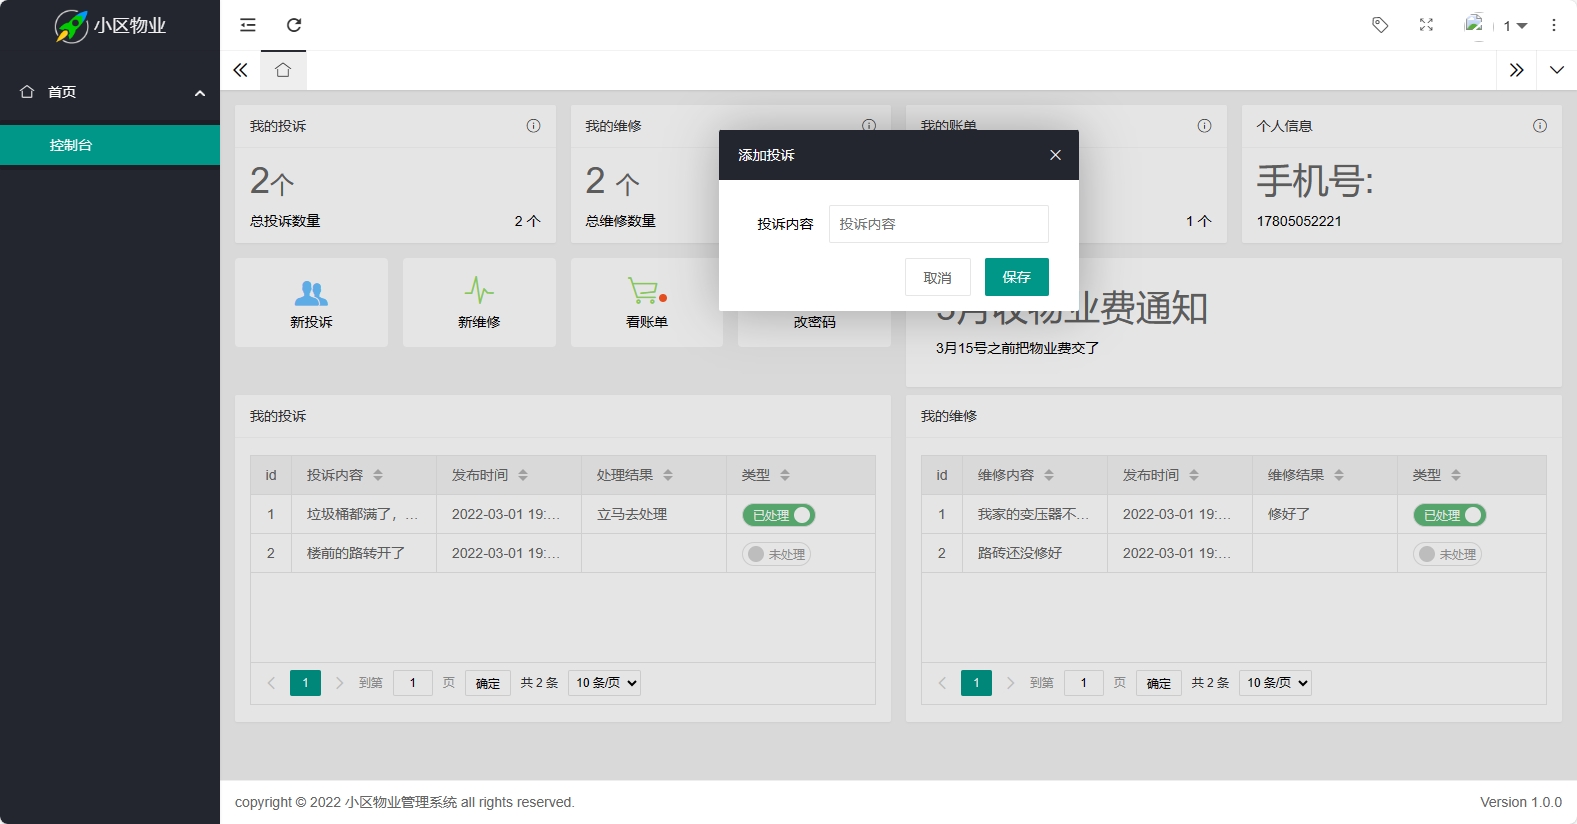 小区物业
1
首页
控制台
我的投诉
2个
总投诉数量 2 个
我的维修
2 个
总维修数量
我的账单
1 个
个人信息
手机号:
17805052221
添加投诉
投诉内容 投诉内容
取消 保存
新投诉
新维修
看账单
改密码
3月收物业费通知
3月15号之前把物业费交了
我的投诉
id 投诉内容 发布时间 处理结果 类型
1 垃圾桶都满了，... 2022-03-01 19:... 立马去处理 已处理
2 楼前的路转开了 2022-03-01 19:... 未处理
1 到第 1 页 确定 共 2 条 10 条/页
我的维修
id 维修内容 发布时间 维修结果 类型
1 我家的变压器不... 2022-03-01 19:... 修好了 已处理
2 路砖还没修好 2022-03-01 19:... 未处理
1 到第 1 页 确定 共 2 条 10 条/页
copyright © 2022 小区物业管理系统 all rights reserved.
Version 1.0.0